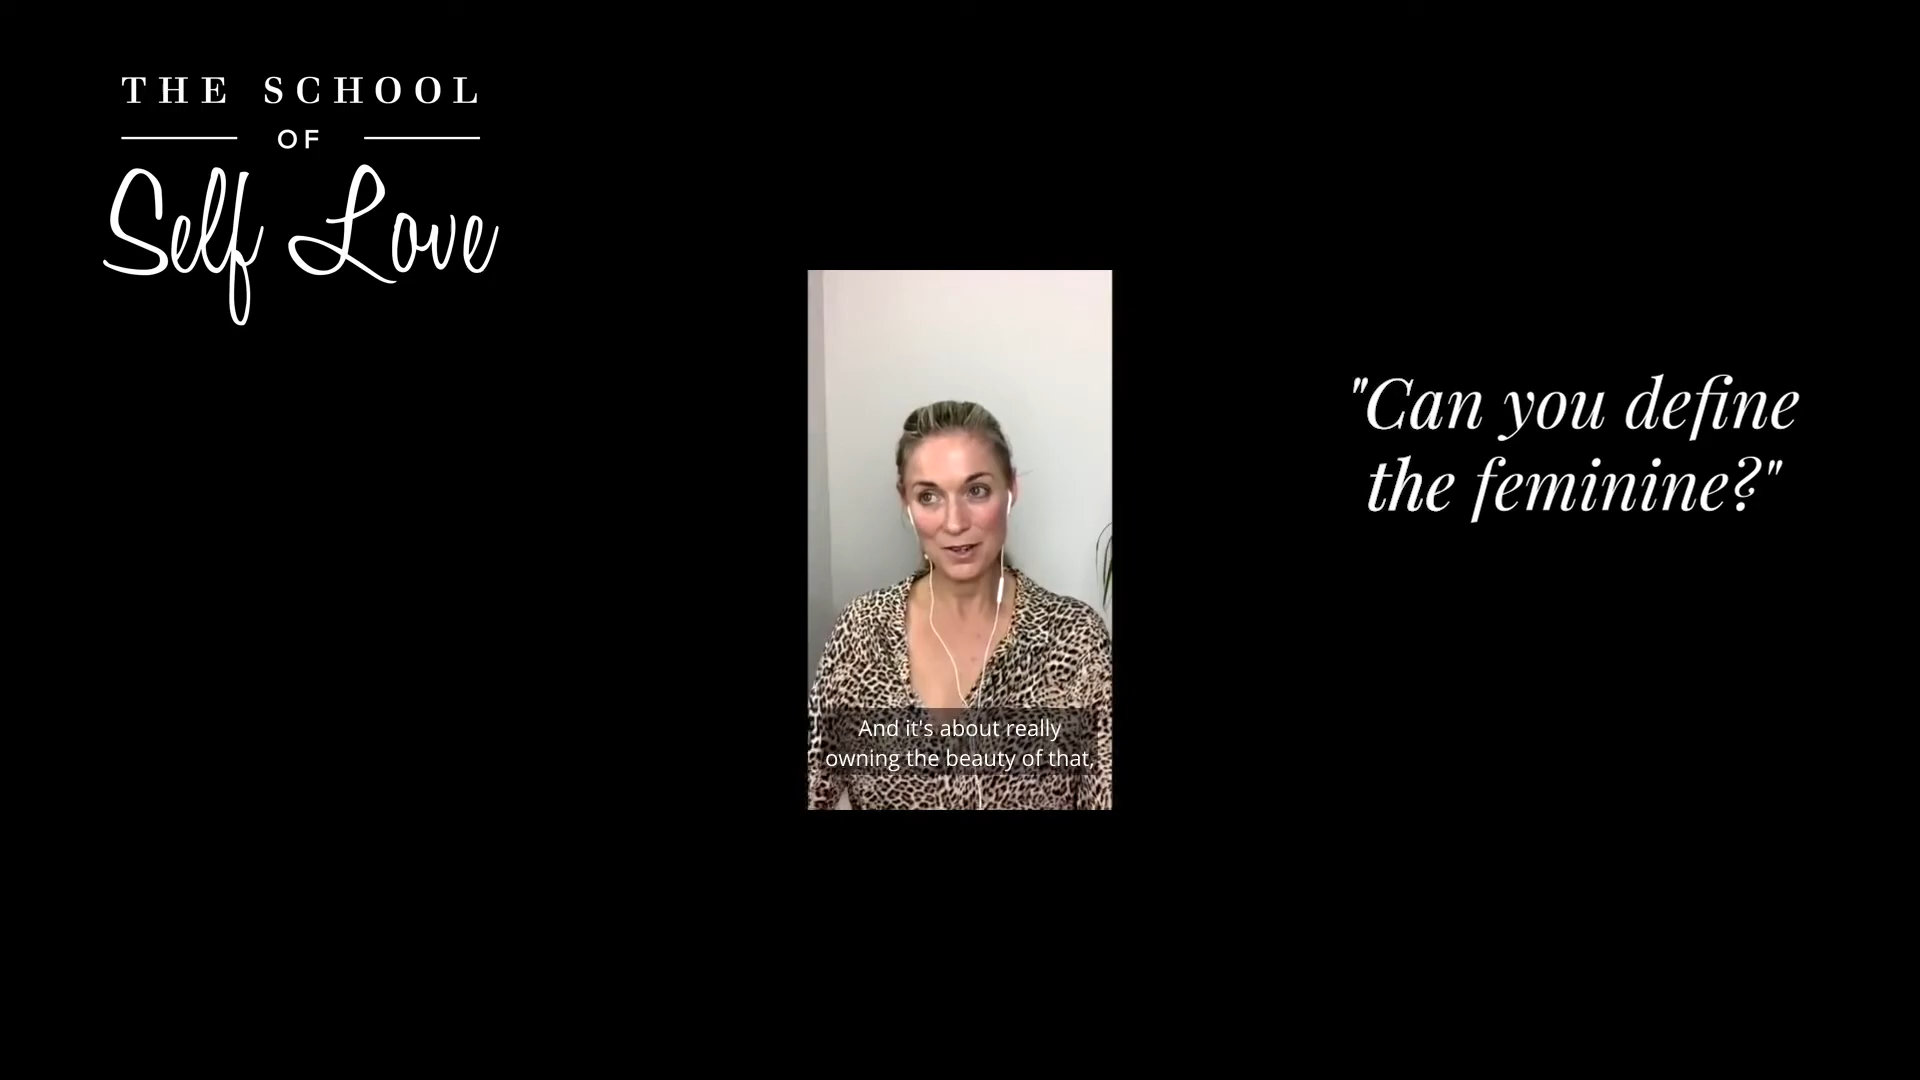 THE SCHOOL
OF
Self Love
"Can you define
the feminine?"
And it's about really
owning the beauty of that,